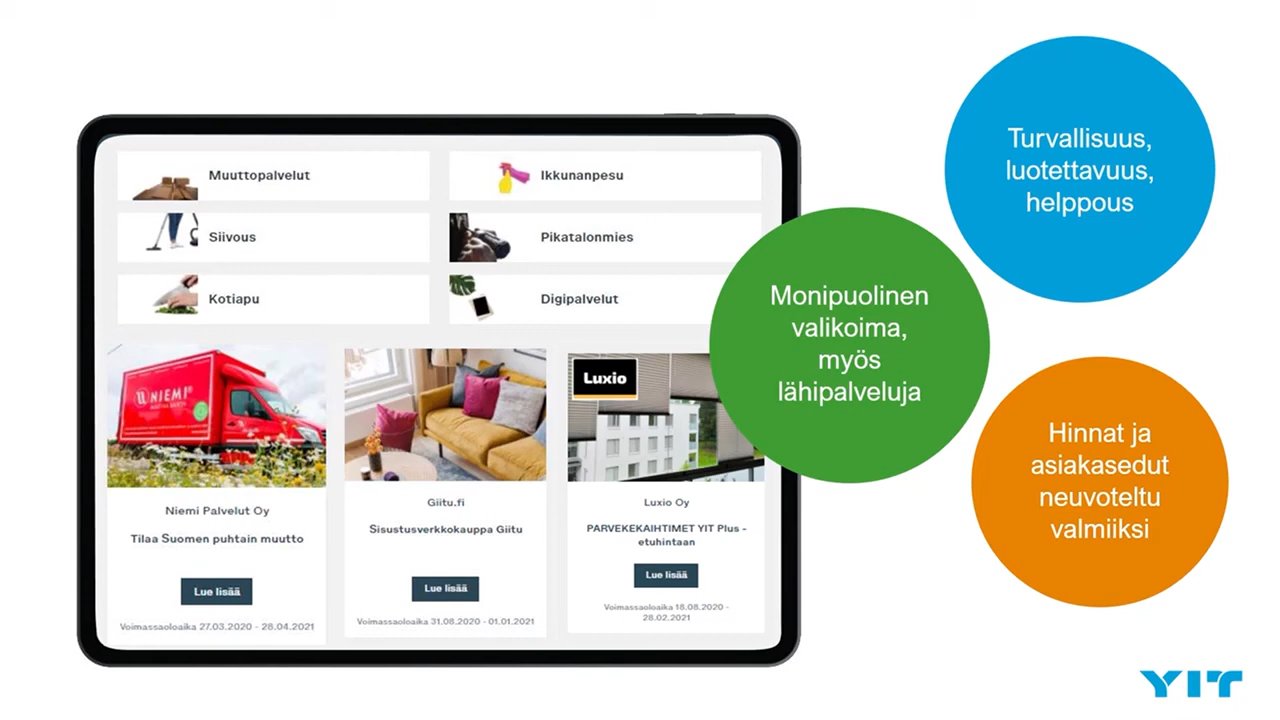 Muuttopalvelut
Ikkunanpesu
Siivous
Pikatalonmies
Kotiapu
Digipalvelut
NIEMI
Niemi Palvelut Oy
Tilaa Suomen puhtain muutto
Lue lisää
Voimassaoloaika 27.03.2020 - 28.04.2021
Giitu.fi
Sisustusverkkokauppa Giitu
Lue lisää
Voimassaoloaika 31.08.2020 - 01.01.2021
Luxio
Luxio Oy
PARVEKEKAIHTIMET YIT Plus -
etuhintaan
Lue lisää
Voimassaoloaika 18.08.2020 -
28.02.2021
Monipuolinen
valikoima,
myös
lähipalveluja
Turvallisuus,
luotettavuus,
helppous
Hinnat ja
asiakasedut
neuvoteltu
valmiiksi
YIT